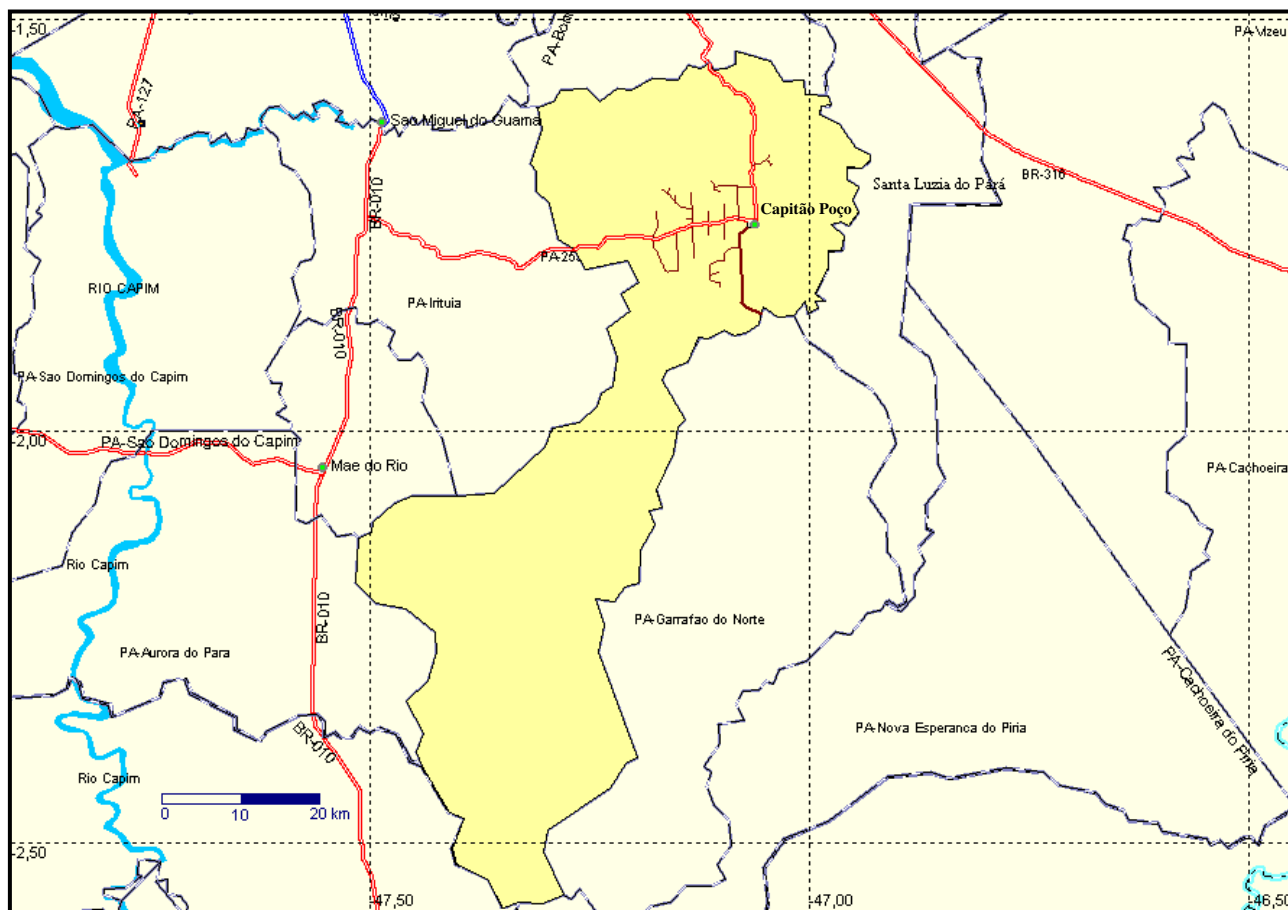 -1,50
PA-127
PA-Bom
PA-Vizeu
Sao Miguel do Guama
BR-010
BR-316
Santa Luzia do Pará
Capitão Poço
PA-253
RIO CAPIM
PA-Irituia
BR-010
PA-Sao Domingos do Capim
-2,00
PA-Sao Domingos do Capim
Mae do Rio
PA-Cachoeira
Rio Capim
BR-010
PA-Garrafao do Norte
PA-Aurora do Para
PA-Cachoeira do Piria
PA-Nova Esperanca do Piria
BR-010
Rio Capim
0 10 20 km
-2,50
-47,50
-47,00
-46,50